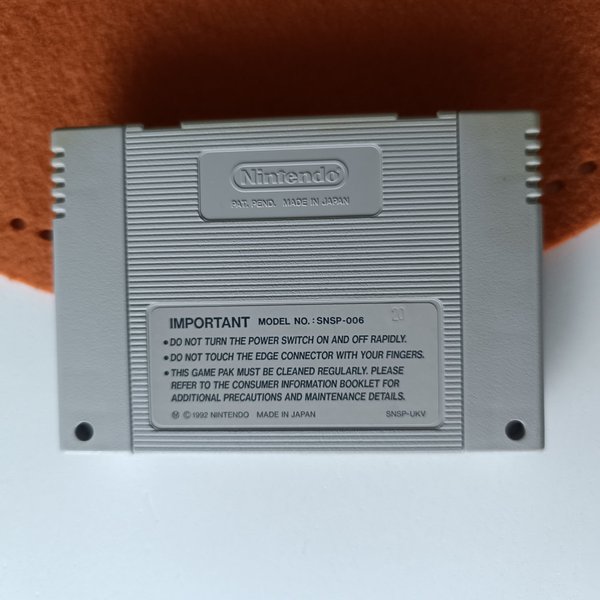 Nintendo
PAT. PEND. MADE IN JAPAN
IMPORTANT MODEL NO.: SNSP-006
20
• DO NOT TURN THE POWER SWITCH ON AND OFF RAPIDLY.
• DO NOT TOUCH THE EDGE CONNECTOR WITH YOUR FINGERS.
• THIS GAME PAK MUST BE CLEANED REGULARLY. PLEASE
REFER TO THE CONSUMER INFORMATION BOOKLET FOR
ADDITIONAL PRECAUTIONS AND MAINTENANCE DETAILS.
Ⓜ © 1992 NINTENDO MADE IN JAPAN SNSP-UKV